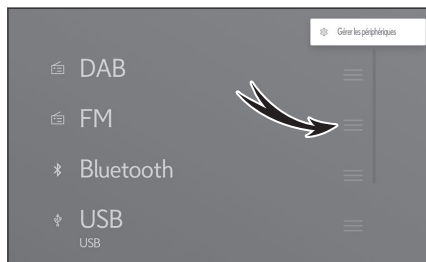 Gérer les périphériques
DAB
FM
Bluetooth
USB
USB